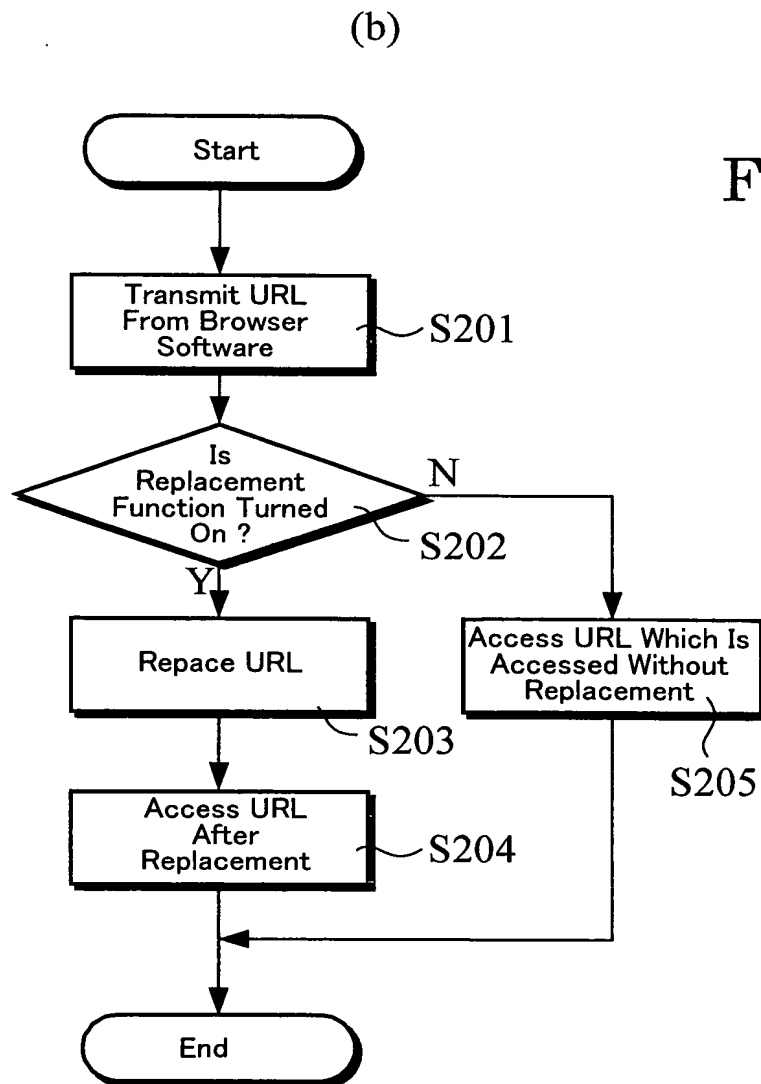 (b)
Start
F
Transmit URL
From Browser
Software
S201
Is
Replacement
Function Turned
On ?
N
S202
Y
Repace URL
S203
Access URL Which Is
Accessed Without
Replacement
S205
Access URL
After
Replacement
S204
End